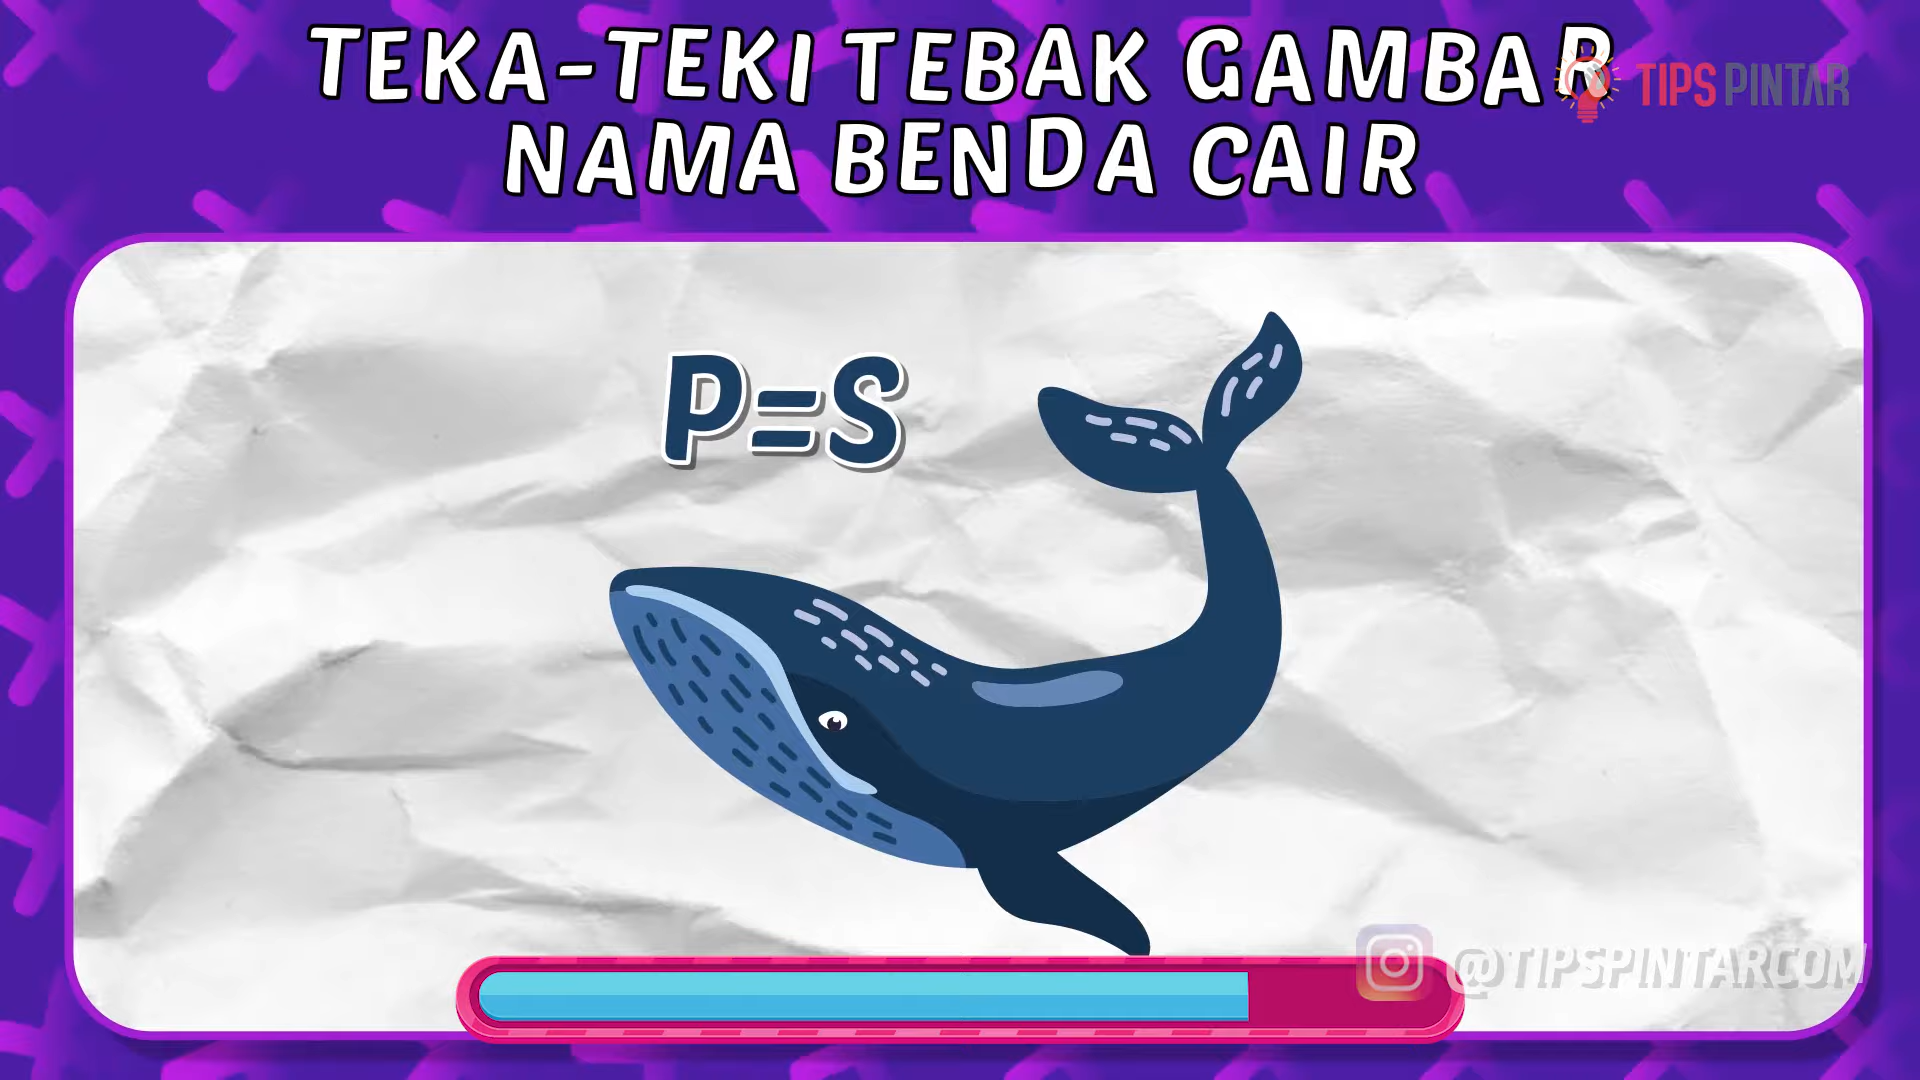 TEKA-TEKI TEBAK GAMBAR
TIPS PINTAR
NAMA BENDA CAIR
P=S
@TIPSPINTARCOM